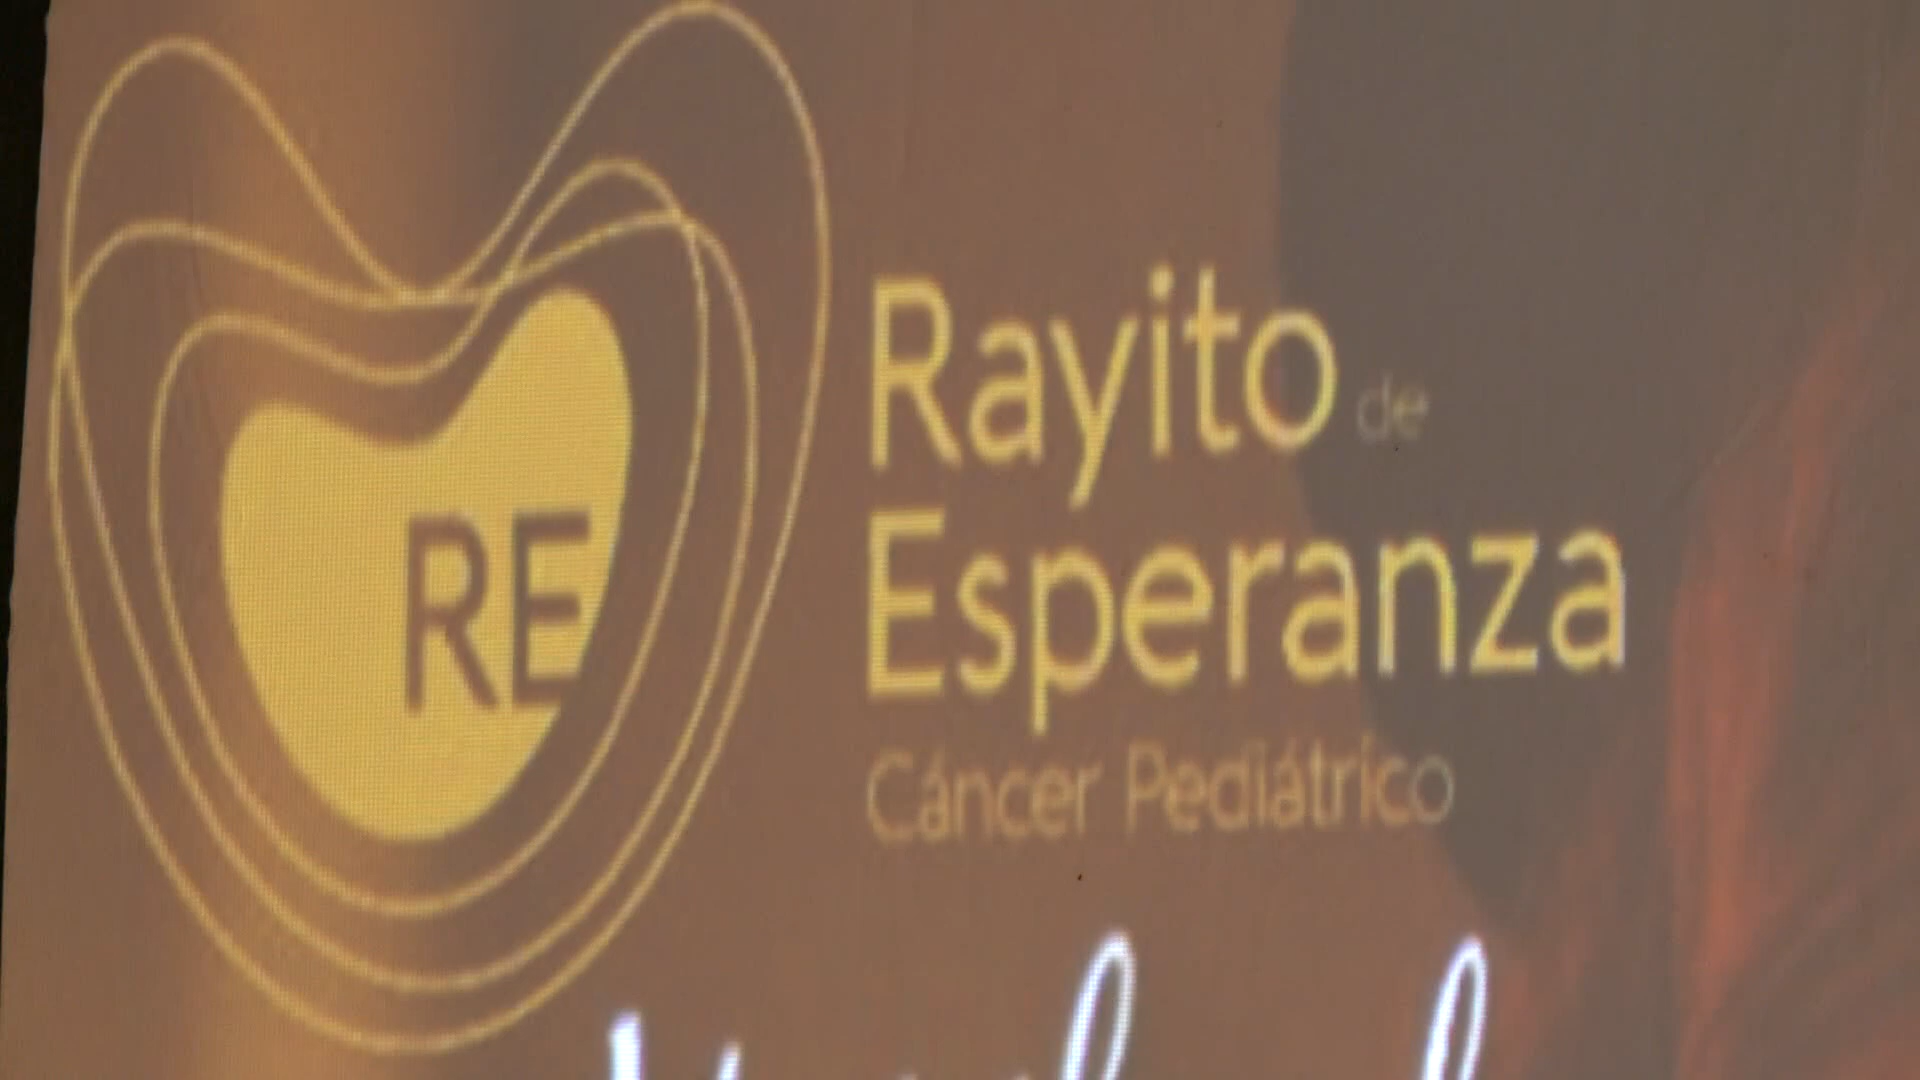 RE
Rayito de
Esperanza
Cáncer Pediátrico